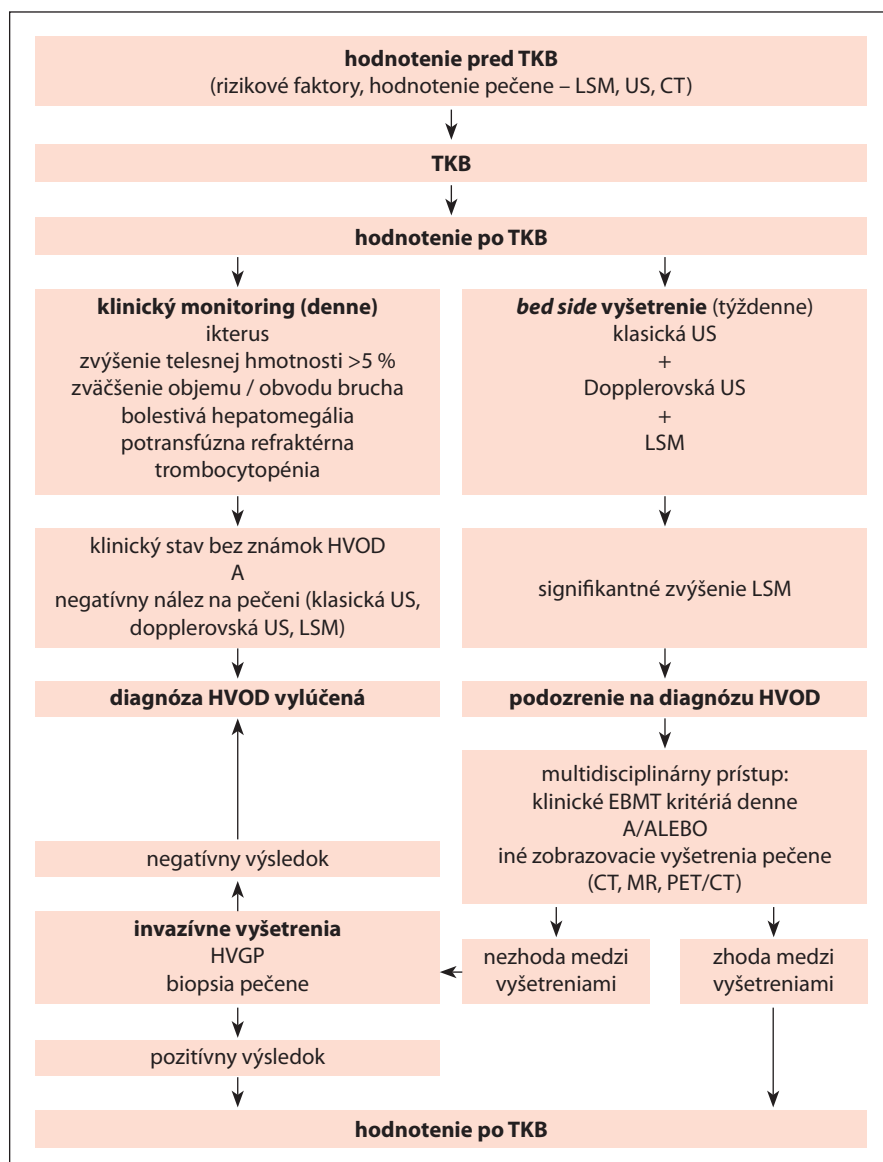 hodnotenie pred TKB
(rizikové faktory, hodnotenie pečene – LSM, US, CT)
TKB
hodnotenie po TKB
klinický monitoring (denne)
ikterus
zvýšenie telesnej hmotnosti >5 %
zväčšenie objemu / obvodu brucha
bolestivá hepatomegália
potransfúzna refraktérna
trombocytopénia
bed side vyšetrenie (týždenne)
klasická US
+
Dopplerovská US
+
LSM
klinický stav bez známok HVOD
A
negatívny nález na pečeni (klasická US,
dopplerovská US, LSM)
signifikantné zvýšenie LSM
diagnóza HVOD vylúčená
podozrenie na diagnózu HVOD
multidisciplinárny prístup:
klinické EBMT kritériá denne
A/ALEBO
iné zobrazovacie vyšetrenia pečene
(CT, MR, PET/CT)
negatívny výsledok
invazívne vyšetrenia
HVGP
biopsia pečene
nezhoda medzi
vyšetreniami
zhoda medzi
vyšetreniami
pozitívny výsledok
hodnotenie po TKB